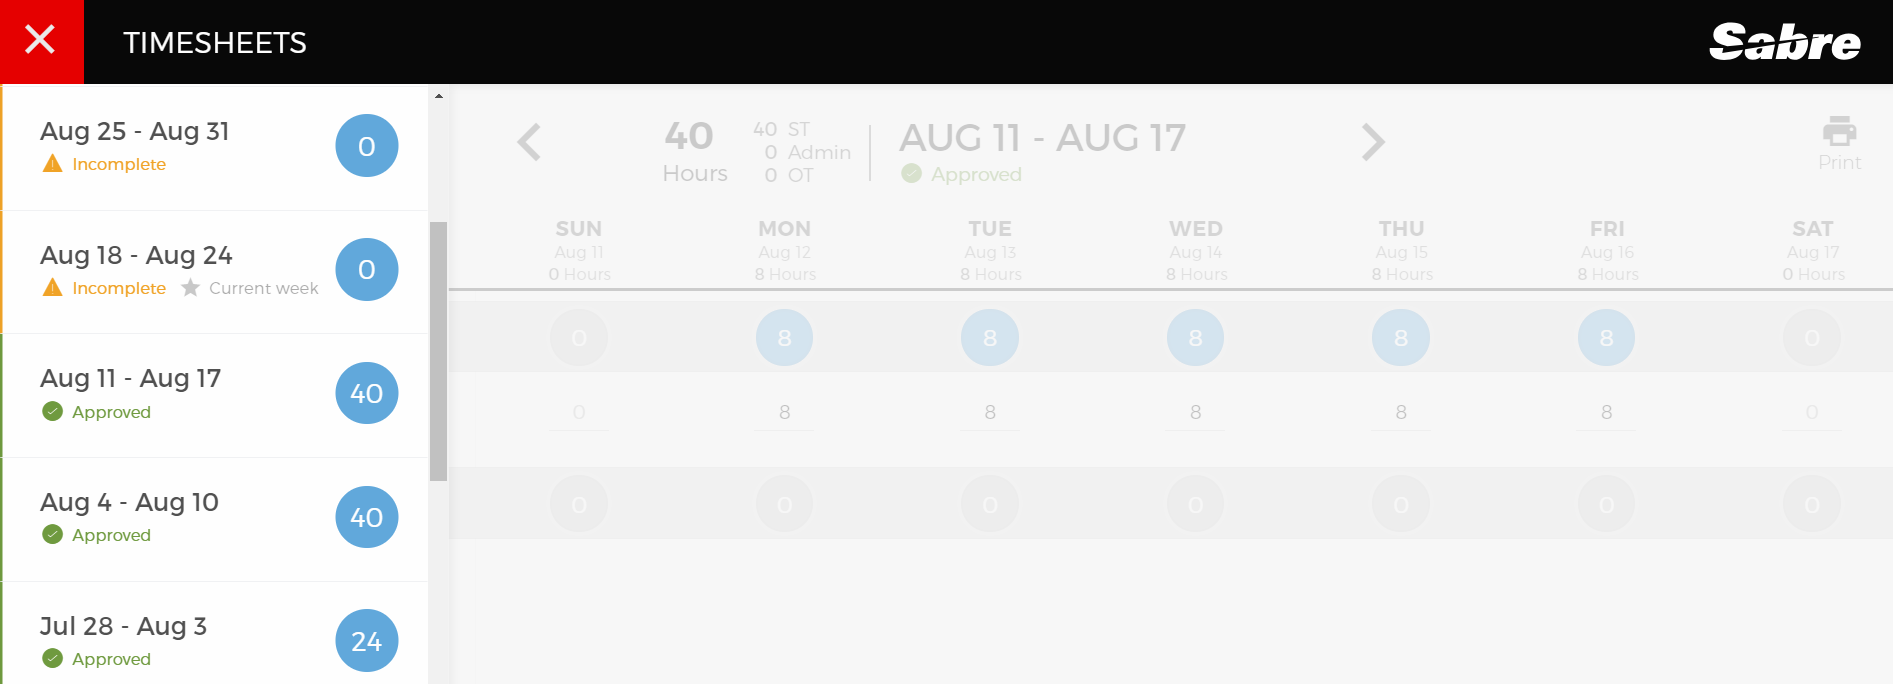 TIMESHEETS
Sabre
Aug 25 - Aug 31
Incomplete
0
Aug 18 - Aug 24
Incomplete Current week
0
Aug 11 - Aug 17
Approved
40
Aug 4 - Aug 10
Approved
40
Jul 28 - Aug 3
Approved
24
40
Hours
40 ST
0 Admin
0 OT
AUG 11 - AUG 17
Approved
Print
SUN MON TUE WED THU FRI SAT
Aug 11 Aug 12 Aug 13 Aug 14 Aug 15 Aug 16 Aug 17
0 Hours 8 Hours 8 Hours 8 Hours 8 Hours 8 Hours 0 Hours
0 8 8 8 8 8 0
0 8 8 8 8 8 0
0 0 0 0 0 0 0